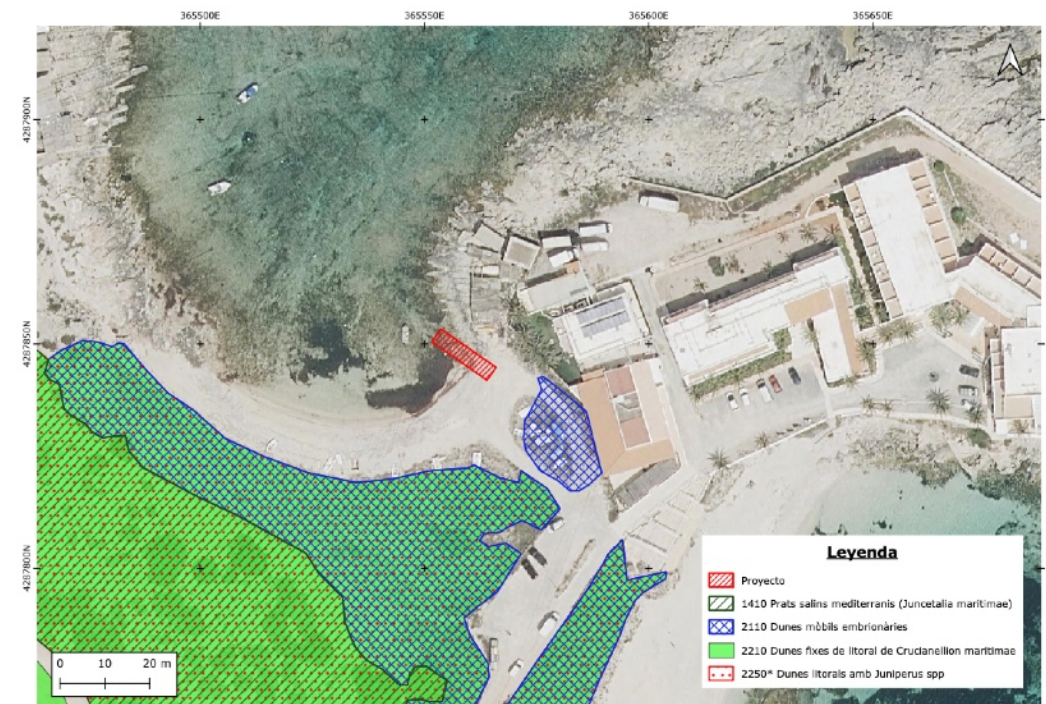 365500E 365550E 365600E 365650E
4287900N
4287850N
4287800N
Leyenda
Proyecto
1410 Prats salins mediterranis (Juncetalia maritimae)
2110 Dunes mòbils embrionàries
2210 Dunes fixes de litoral de Crucianellion maritimae
2250* Dunes litorals amb Juniperus spp
0 10 20 m